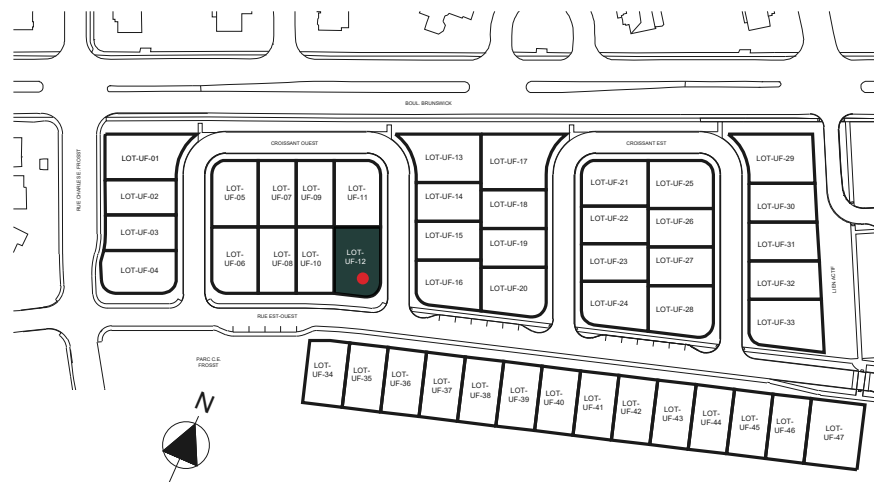 BOUL. BRUNSWICK
RUE CHARLES E. FROSST
CROISSANT OUEST
CROISSANT EST
LOT-UF-01
LOT-UF-02
LOT-UF-03
LOT-UF-04
LOT-
UF-05
LOT-
UF-07
LOT-
UF-09
LOT-
UF-11
LOT-
UF-06
LOT-
UF-08
LOT-
UF-10
LOT-
UF-12
LOT-UF-13
LOT-UF-14
LOT-UF-15
LOT-UF-16
LOT-UF-17
LOT-UF-18
LOT-UF-19
LOT-UF-20
LOT-UF-21
LOT-UF-22
LOT-UF-23
LOT-UF-24
LOT-UF-25
LOT-UF-26
LOT-UF-27
LOT-UF-28
LOT-UF-29
LOT-UF-30
LOT-UF-31
LOT-UF-32
LOT-UF-33
LIEN ACTIF
RUE EST-OUEST
PARC C.E.
FROSST
LOT-
UF-34
LOT-
UF-35
LOT-
UF-36
LOT-
UF-37
LOT-
UF-38
LOT-
UF-39
LOT-
UF-40
LOT-
UF-41
LOT-
UF-42
LOT-
UF-43
LOT-
UF-44
LOT-
UF-45
LOT-
UF-46
LOT-
UF-47
N